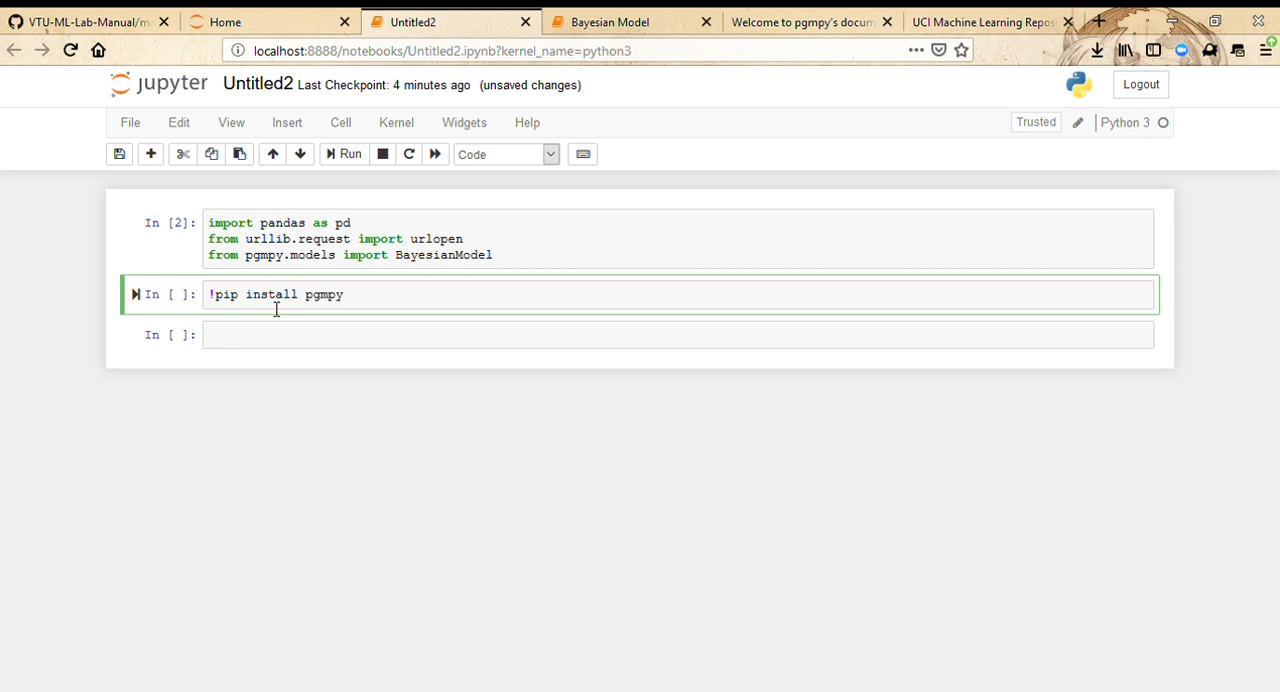 VTU-ML-Lab-Manual/m
Home
Untitled2
Bayesian Model
Welcome to pgmpy's docum
UCI Machine Learning Repos
localhost:8888/notebooks/Untitled2.ipynb?kernel_name=python3
jupyter Untitled2 Last Checkpoint: 4 minutes ago (unsaved changes)
Logout
File Edit View Insert Cell Kernel Widgets Help
Trusted Python 3
Run Code
In [2]: import pandas as pd
from urllib.request import urlopen
from pgmpy.models import BayesianModel
In [ ]: !pip install pgmpy
In [ ]: